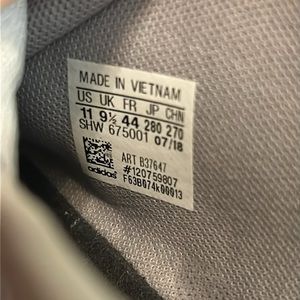 MADE IN VIETNAM
US UK FR JP CHN
11 9½ 44 280 270
SHW 675001 07/18
ART B37647
#120759807
F63B074k00013
adidas